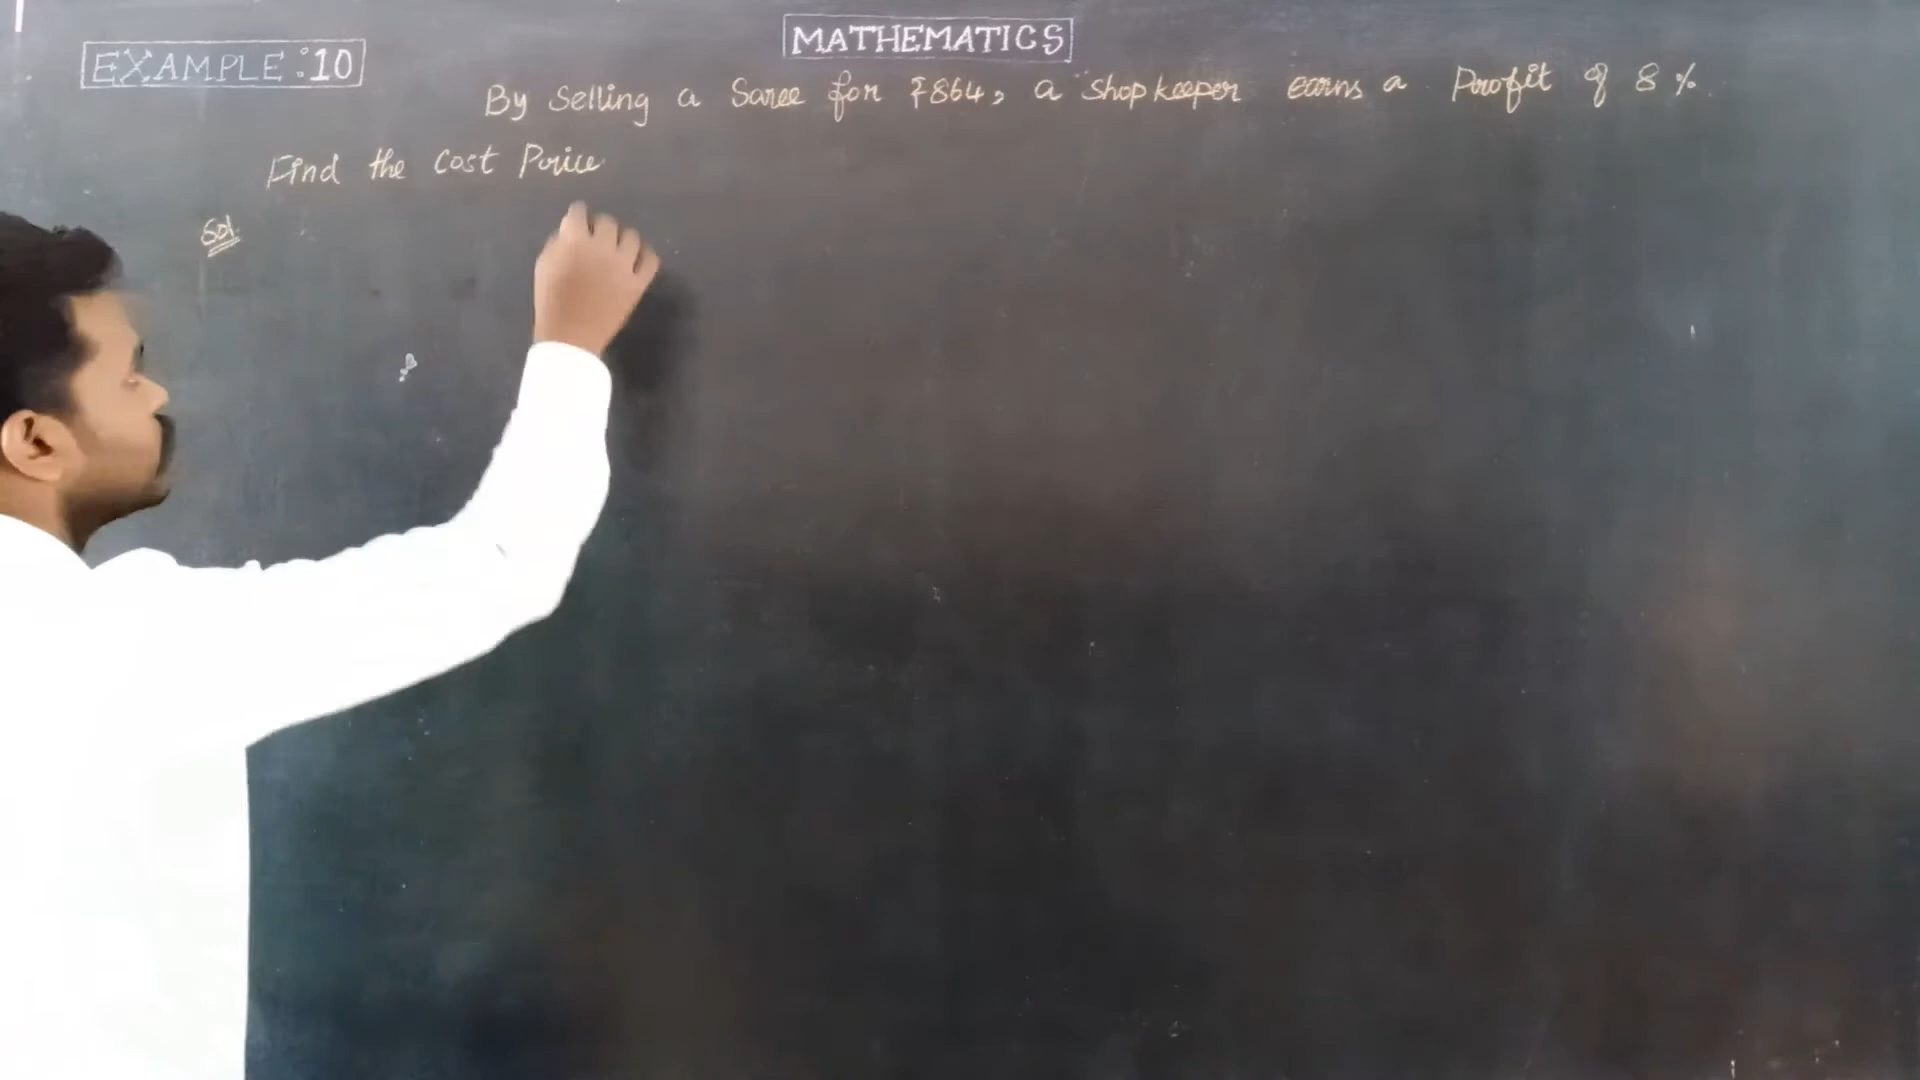 MATHEMATICS
EXAMPLE:10
By Selling a Saree for ₹864, a shopkeeper earns a Profit of 8%.
Find the Cost Price
Sol.